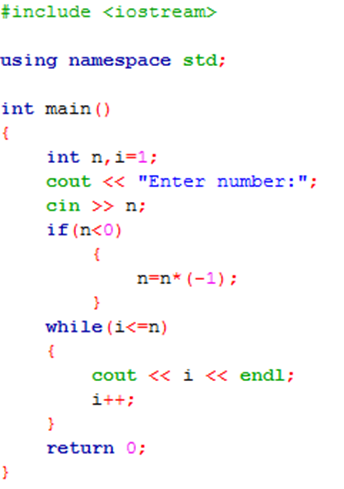 #include <iostream>
using namespace std;
int main()
{
int n,i=1;
cout << "Enter number:";
cin >> n;
if(n<0)
{
n=n*(-1);
}
while(i<=n)
{
cout << i << endl;
i++;
}
return 0;
}